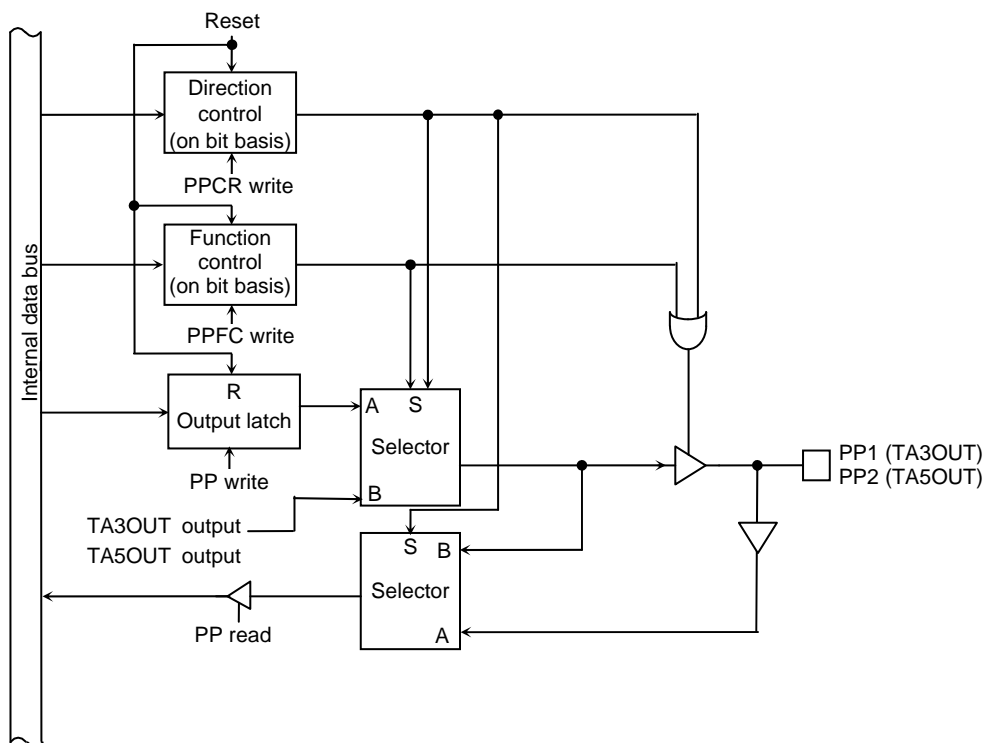 Reset
Direction
control
(on bit basis)
PPCR write
Function
control
(on bit basis)
PPFC write
Internal data bus
R
Output latch
PP write
A
S
Selector
B
TA3OUT output
TA5OUT output
S
B
Selector
A
PP read
PP1 (TA3OUT)
PP2 (TA5OUT)